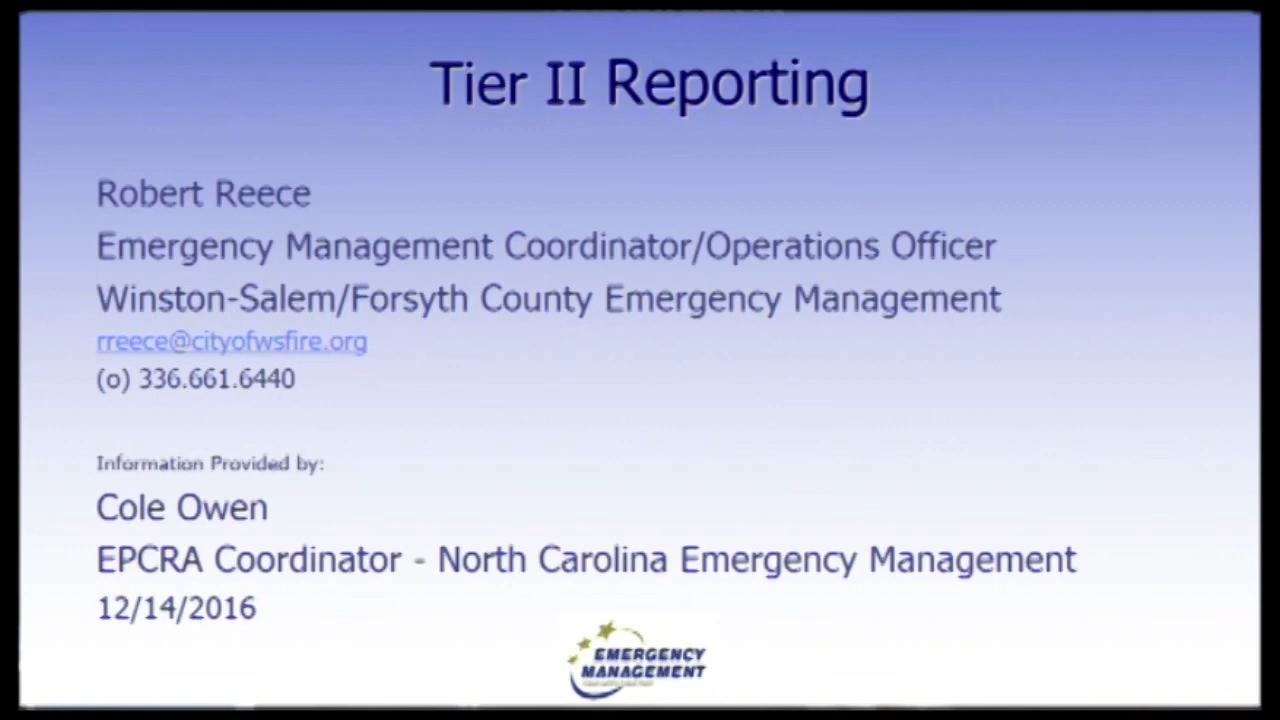 Tier II Reporting
Robert Reece
Emergency Management Coordinator/Operations Officer
Winston-Salem/Forsyth County Emergency Management
rreece@cityofwsfire.org
(o) 336.661.6440
Information Provided by:
Cole Owen
EPCRA Coordinator - North Carolina Emergency Management
12/14/2016
EMERGENCY
MANAGEMENT